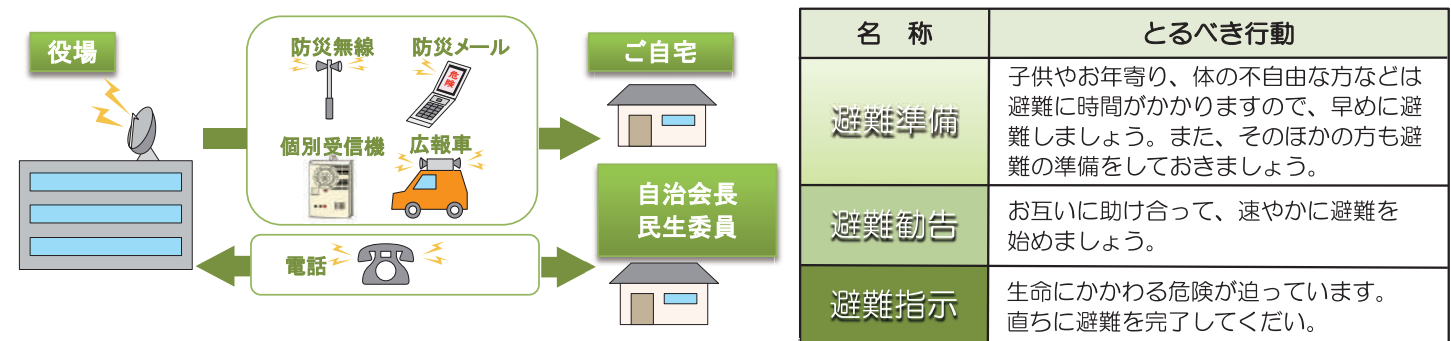 役場
防災無線
防災メール
危険
個別受信機
広報車
電話
ご自宅
自治会長
民生委員
名　称
とるべき行動
避難準備
子供やお年寄り、体の不自由な方などは
避難に時間がかかりますので、早めに避
難しましょう。また、そのほかの方も避
難の準備をしておきましょう。
避難勧告
お互いに助け合って、速やかに避難を
始めましょう。
避難指示
生命にかかわる危険が迫っています。
直ちに避難を完了してくだい。